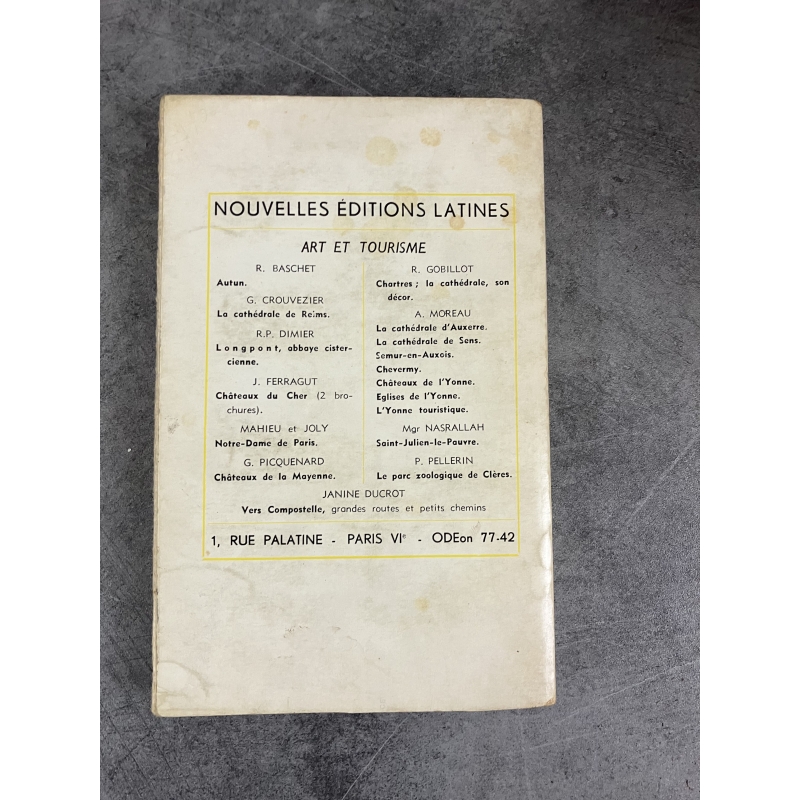 NOUVELLES ÉDITIONS LATINES
ART ET TOURISME
R. BASCHET
Autun.
G. CROUVEZIER
La cathédrale de Reims.
R.P. DIMIER
Longpont, abbaye cister-
cienne.
J. FERRAGUT
Châteaux du Cher (2 bro-
chures).
MAHIEU et JOLY
Notre-Dame de Paris.
G. PICQUENARD
Châteaux de la Mayenne.
R. GOBILLOT
Chartres ; la cathédrale, son
décor.
A. MOREAU
La cathédrale d'Auxerre.
La cathédrale de Sens.
Semur-en-Auxois.
Chevermy.
Châteaux de l'Yonne.
Eglises de l'Yonne.
L'Yonne touristique.
Mgr NASRALLAH
Saint-Julien-le-Pauvre.
P. PELLERIN
Le parc zoologique de Clères.
JANINE DUCROT
Vers Compostelle, grandes routes et petits chemins
1, RUE PALATINE - PARIS VIe - ODEon 77-42